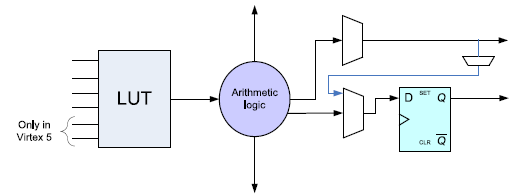 LUT
Only in
Virtex 5
Arithmetic
logic
D SET Q
CLR Q̅